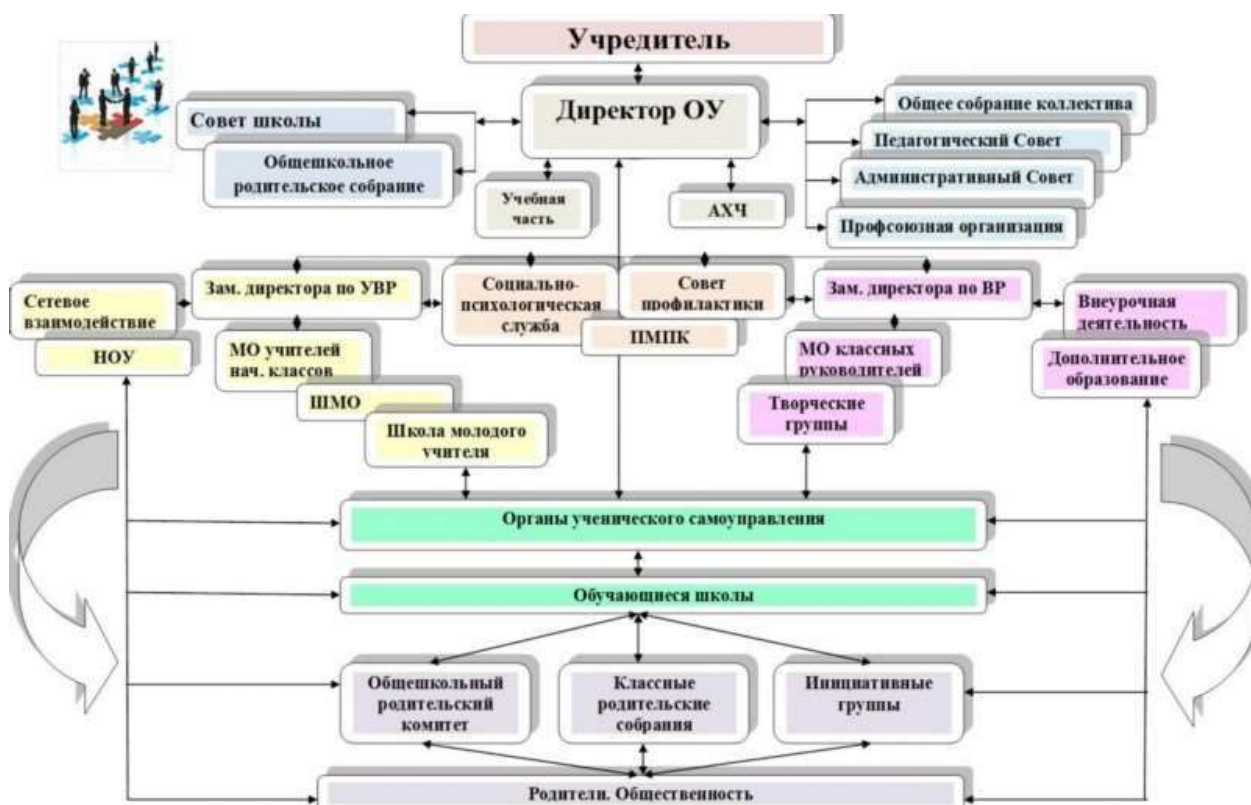 Учредитель
Директор ОУ
Совет школы
Общешкольное
родительское собрание
Общее собрание коллектива
Педагогический Совет
Административный Совет
Профсоюзная организация
Учебная
часть
АХЧ
Сетевое
взаимодействие
НОУ
Зам. директора по УВР
МО учителей
нач. классов
ШМО
Школа молодого
учителя
Социально-
психологическая
служба
Совет
профилактики
ПМПК
Зам. директора по ВР
МО классных
руководителей
Творческие
группы
Внеурочная
деятельность
Дополнительное
образование
Органы ученического самоуправления
Обучающиеся школы
Общешкольный
родительский
комитет
Классные
родительские
собрания
Инициативные
группы
Родители. Общественность